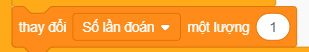 thay đổi Số lần đoán một lượng 1